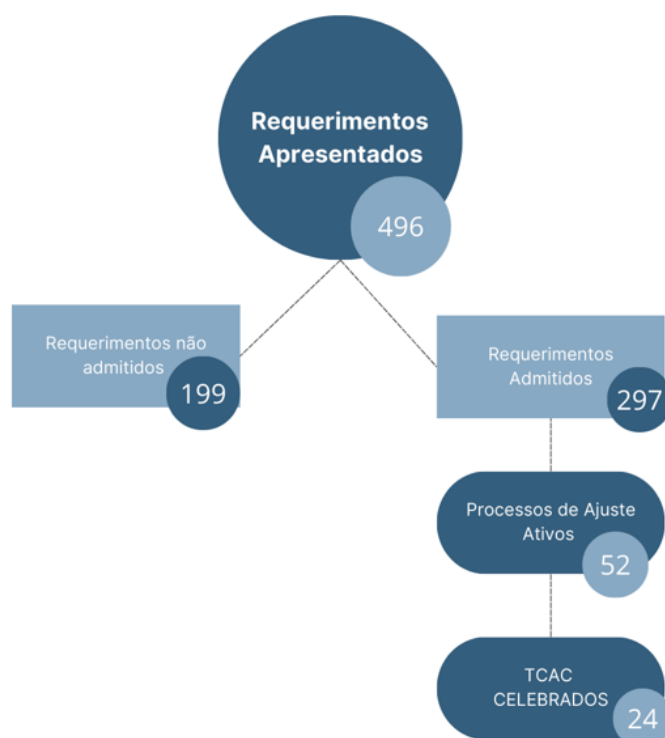 Requerimentos
Apresentados
496
Requerimentos não
admitidos
199
Requerimentos
Admitidos
297
Processos de Ajuste
Ativos
52
TCAC
CELEBRADOS
24